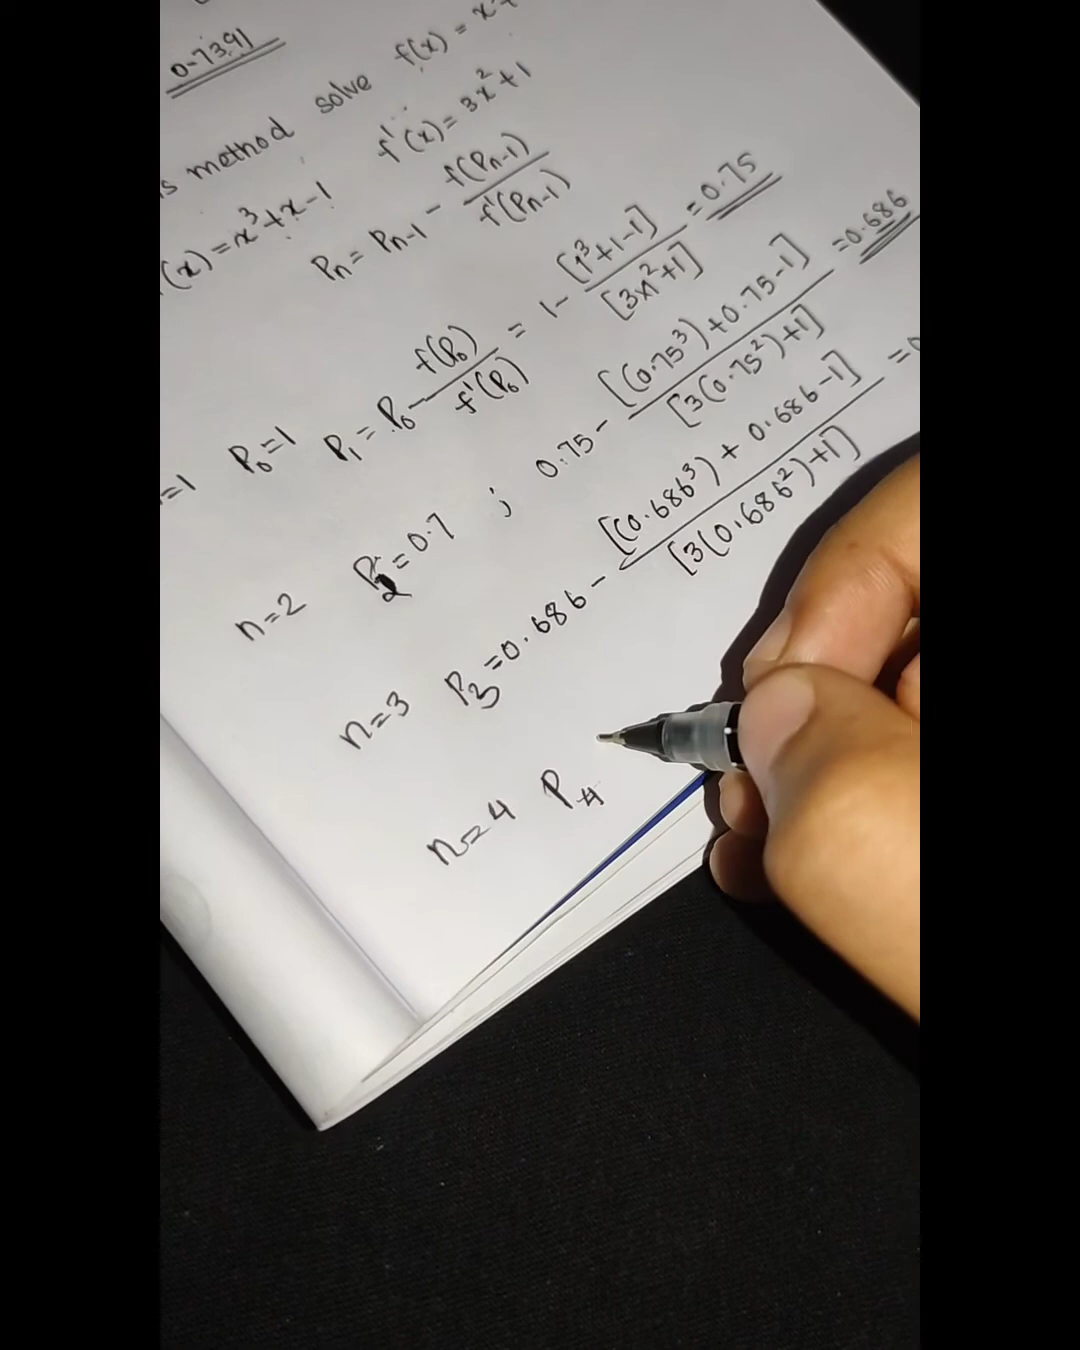 0.7391
s method solve f(x) = x
(x) = x³+x-1 f'(x) = 3x²+1
Pn = Pn-1 - f(Pn-1)/f'(Pn-1)
=1 P₀=1 P₁ = P₀ - f(P₀)/f'(P₀) = 1 - [1³+1-1]/[3x1²+1] = 0.75
n=2 P₂=0.7 ; 0.75 - [(0.75³)+0.75-1]/[3(0.75²)+1] = 0.686
n=3 P₃ = 0.686 - [(0.686³) + 0.686-1]/[3(0.686²)+1] =
n=4 P₄